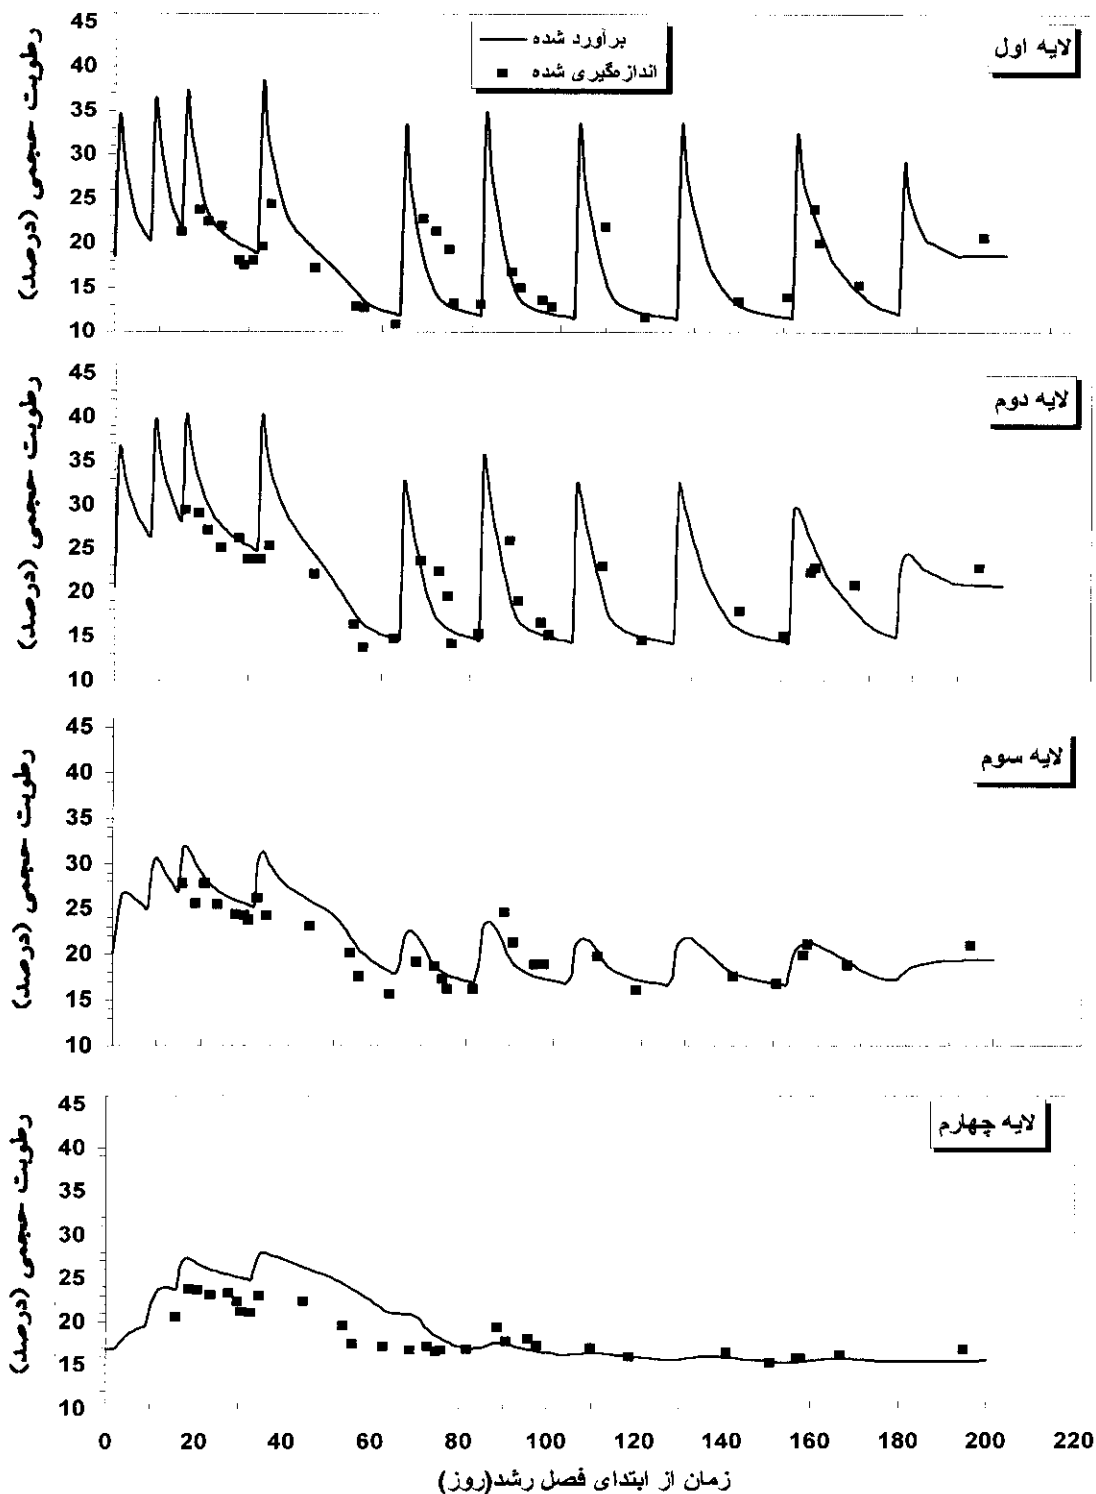 45
40
35
30
25
20
15
10
رطوبت حجمی (درصد)
برآورد شده
اندازه‌گیری شده
لایه اول
45
40
35
30
25
20
15
10
رطوبت حجمی (درصد)
لایه دوم
45
40
35
30
25
20
15
10
رطوبت حجمی (درصد)
لایه سوم
45
40
35
30
25
20
15
10
رطوبت حجمی (درصد)
لایه چهارم
0 20 40 60 80 100 120 140 160 180 200 220
زمان از ابتدای فصل رشد(روز)